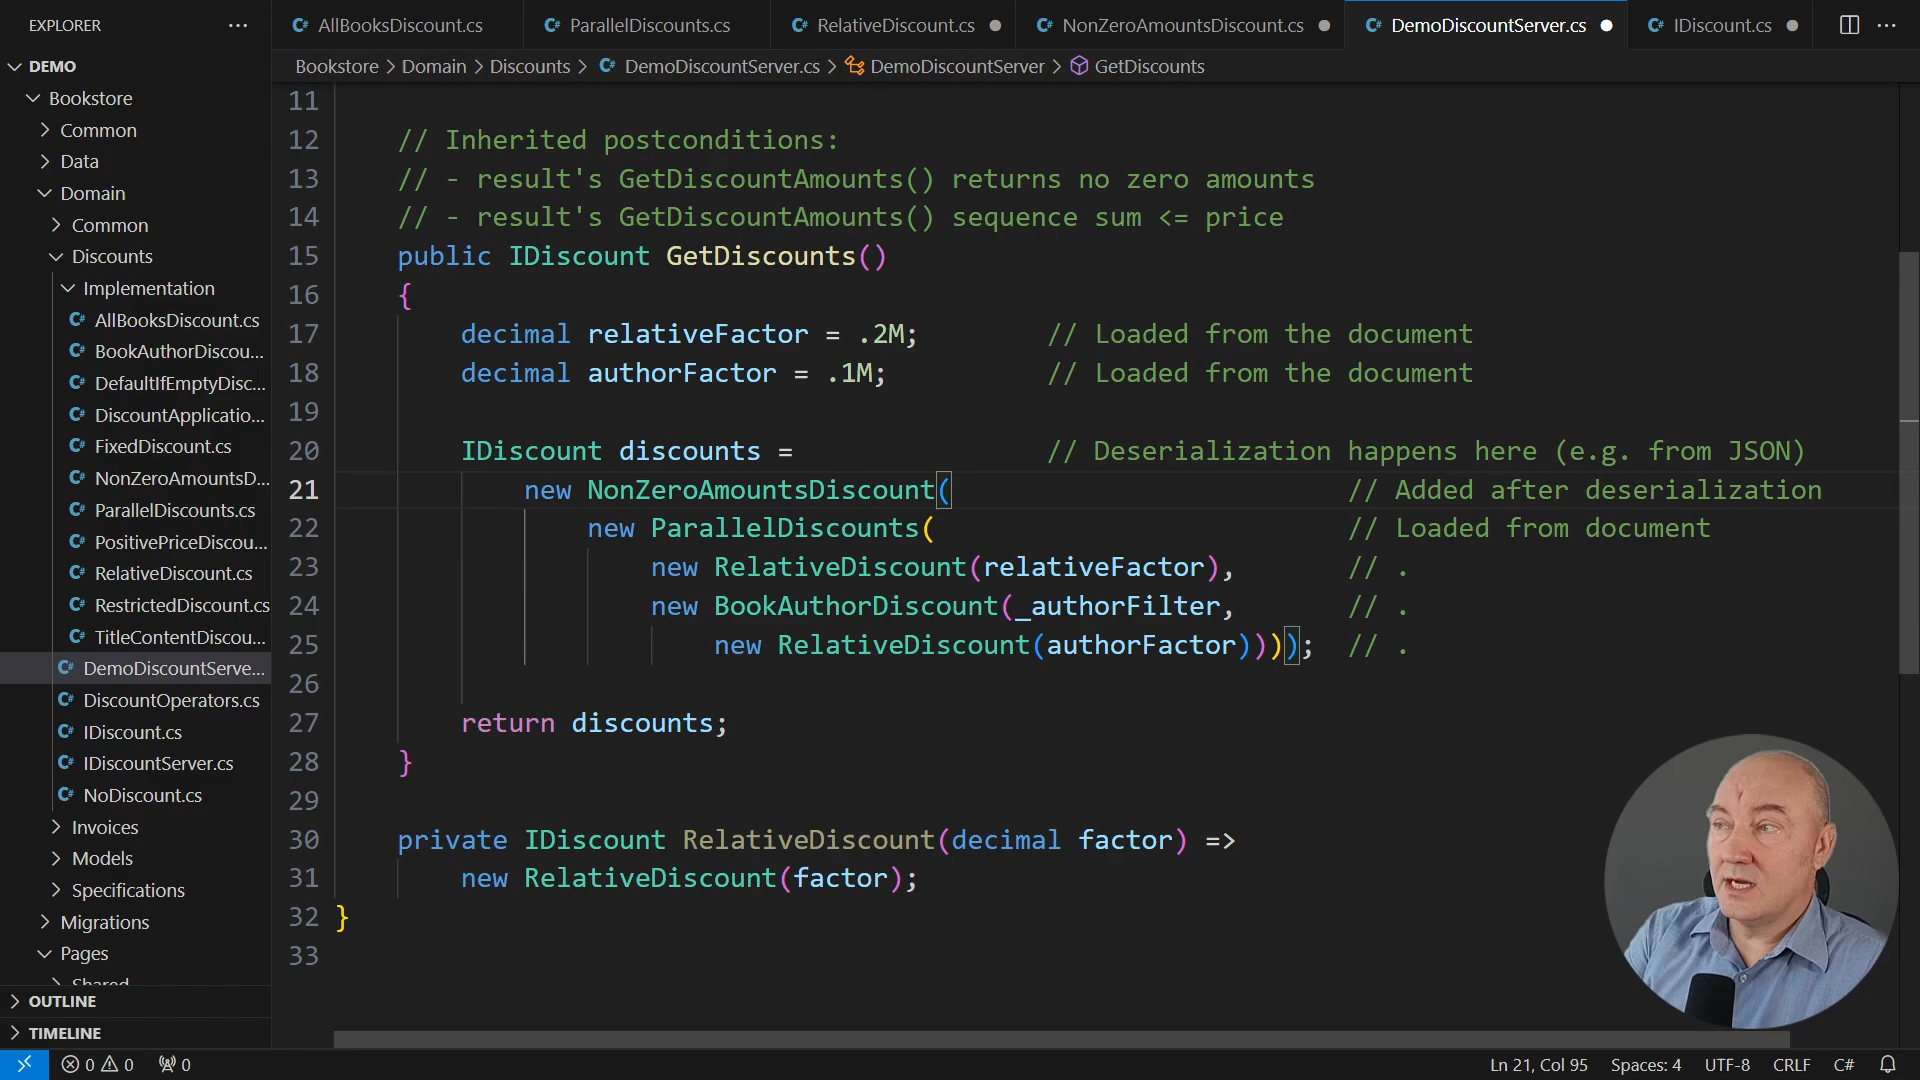 EXPLORER
AllBooksDiscount.cs
ParallelDiscounts.cs
RelativeDiscount.cs
NonZeroAmountsDiscount.cs
DemoDiscountServer.cs
IDiscount.cs
DEMO
Bookstore
Common
Data
Domain
Common
Discounts
Implementation
AllBooksDiscount.cs
BookAuthorDiscou...
DefaultIfEmptyDisc...
DiscountApplicatio...
FixedDiscount.cs
NonZeroAmountsD...
ParallelDiscounts.cs
PositivePriceDiscou...
RelativeDiscount.cs
RestrictedDiscount.cs
TitleContentDiscou...
DemoDiscountServe...
DiscountOperators.cs
IDiscount.cs
IDiscountServer.cs
NoDiscount.cs
Invoices
Models
Specifications
Migrations
Pages
Shared
OUTLINE
TIMELINE
Bookstore > Domain > Discounts > DemoDiscountServer.cs > DemoDiscountServer > GetDiscounts
11
12 // Inherited postconditions:
13 // - result's GetDiscountAmounts() returns no zero amounts
14 // - result's GetDiscountAmounts() sequence sum <= price
15 public IDiscount GetDiscounts()
16 {
17 decimal relativeFactor = .2M; // Loaded from the document
18 decimal authorFactor = .1M; // Loaded from the document
19
20 IDiscount discounts = // Deserialization happens here (e.g. from JSON)
21 new NonZeroAmountsDiscount( // Added after deserialization
22 new ParallelDiscounts( // Loaded from document
23 new RelativeDiscount(relativeFactor), // .
24 new BookAuthorDiscount(_authorFilter, // .
25 new RelativeDiscount(authorFactor)))); // .
26
27 return discounts;
28 }
29
30 private IDiscount RelativeDiscount(decimal factor) =>
31 new RelativeDiscount(factor);
32 }
33
0 0 0
Ln 21, Col 95 Spaces: 4 UTF-8 CRLF C#